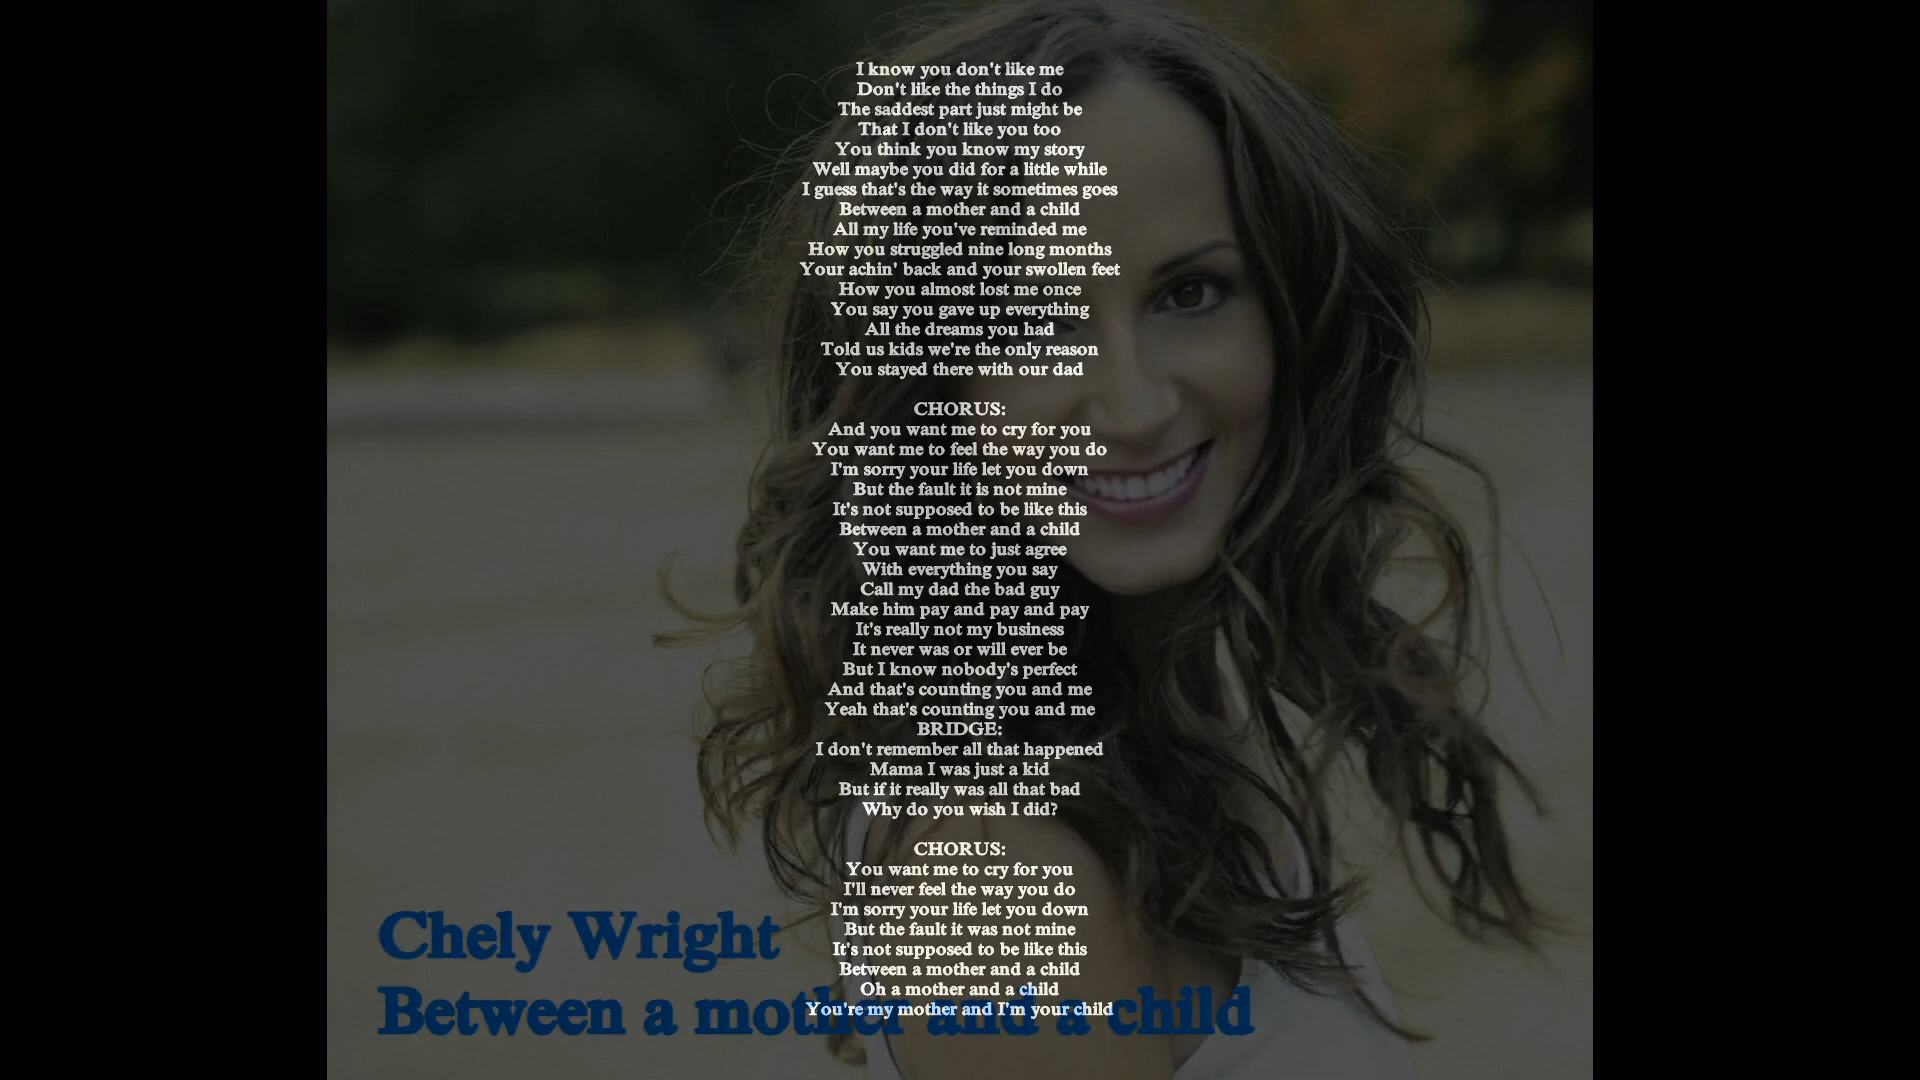 I know you don't like me
Don't like the things I do
The saddest part just might be
That I don't like you too
You think you know my story
Well maybe you did for a little while
I guess that's the way it sometimes goes
Between a mother and a child
All my life you've reminded me
How you struggled nine long months
Your achin' back and your swollen feet
How you almost lost me once
You say you gave up everything
All the dreams you had
Told us kids we're the only reason
You stayed there with our dad

CHORUS:
And you want me to cry for you
You want me to feel the way you do
I'm sorry your life let you down
But the fault it is not mine
It's not supposed to be like this
Between a mother and a child
You want me to just agree
With everything you say
Call my dad the bad guy
Make him pay and pay and pay
It's really not my business
It never was or will ever be
But I know nobody's perfect
And that's counting you and me
Yeah that's counting you and me
BRIDGE:
I don't remember all that happened
Mama I was just a kid
But if it really was all that bad
Why do you wish I did?

CHORUS:
You want me to cry for you
I'll never feel the way you do
I'm sorry your life let you down
But the fault it was not mine
It's not supposed to be like this
Between a mother and a child
Oh a mother and a child
You're my mother and I'm your child
Chely Wright
Between a mother and a child